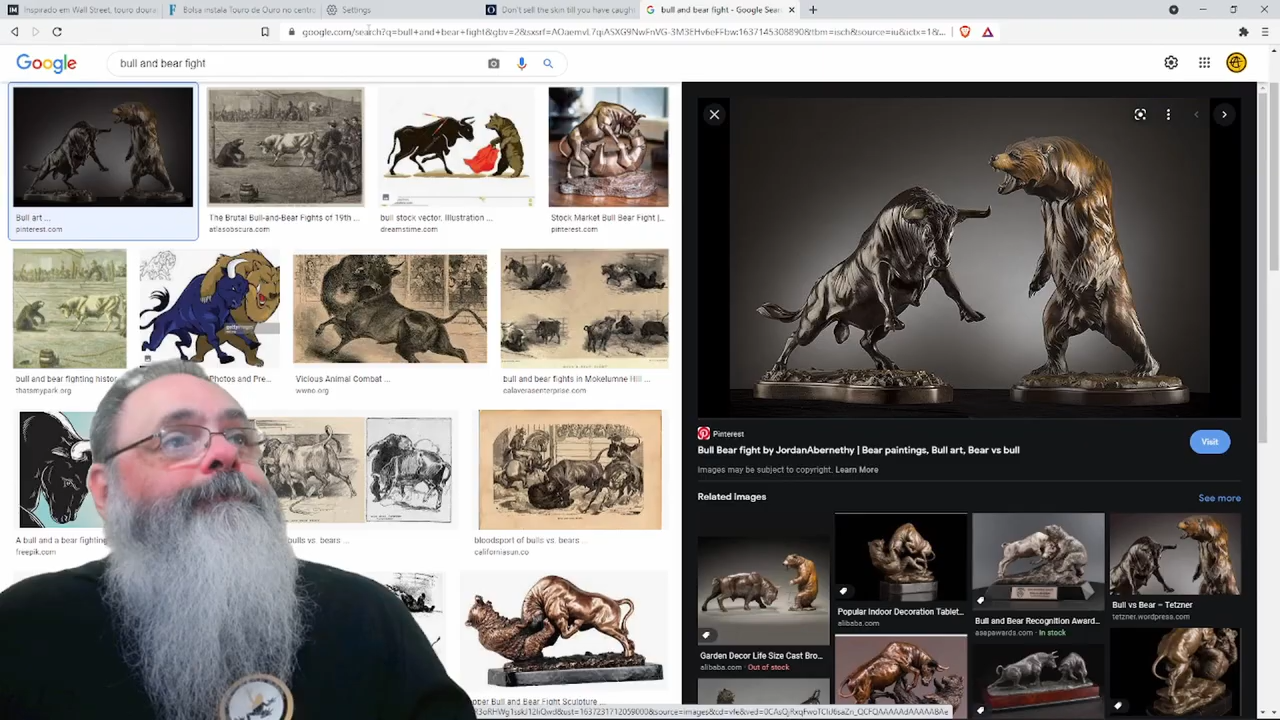 Inspirado em Wall Street, touro doura
Bolsa instala Touro de Ouro no centro
Settings
Don't sell the skin till you have caught
bull and bear fight - Google Sear
Google
bull and bear fight
Bull art ...
pinterest.com
The Brutal Bull-and-Bear Fights of 19th ...
atlasobscura.com
bull stock vector. Illustration ...
dreamstime.com
Stock Market Bull Bear Fight |...
pinterest.com
bull and bear fighting histor
thatsmypark.org
Photos and Pre...
Vicious Animal Combat ...
wwno.org
bull and bear fights in Mokelumne Hill ...
calaverasenterprise.com
A bull and a bear fighting
freepik.com
bulls vs. bears ...
bloodsport of bulls vs. bears ...
californiasun.co
pper Bull and Bear Fight Sculpture ...
Pinterest
Bull Bear fight by JordanAbernethy | Bear paintings, Bull art, Bear vs bull
Visit
Images may be subject to copyright. Learn More
Related Images
See more
Garden Decor Life Size Cast Bro...
alibaba.com - Out of stock
Popular Indoor Decoration Tablet...
alibaba.com
Bull and Bear Recognition Award...
asapawards.com - In stock
Bull vs Bear – Tetzner
tetzner.wordpress.com